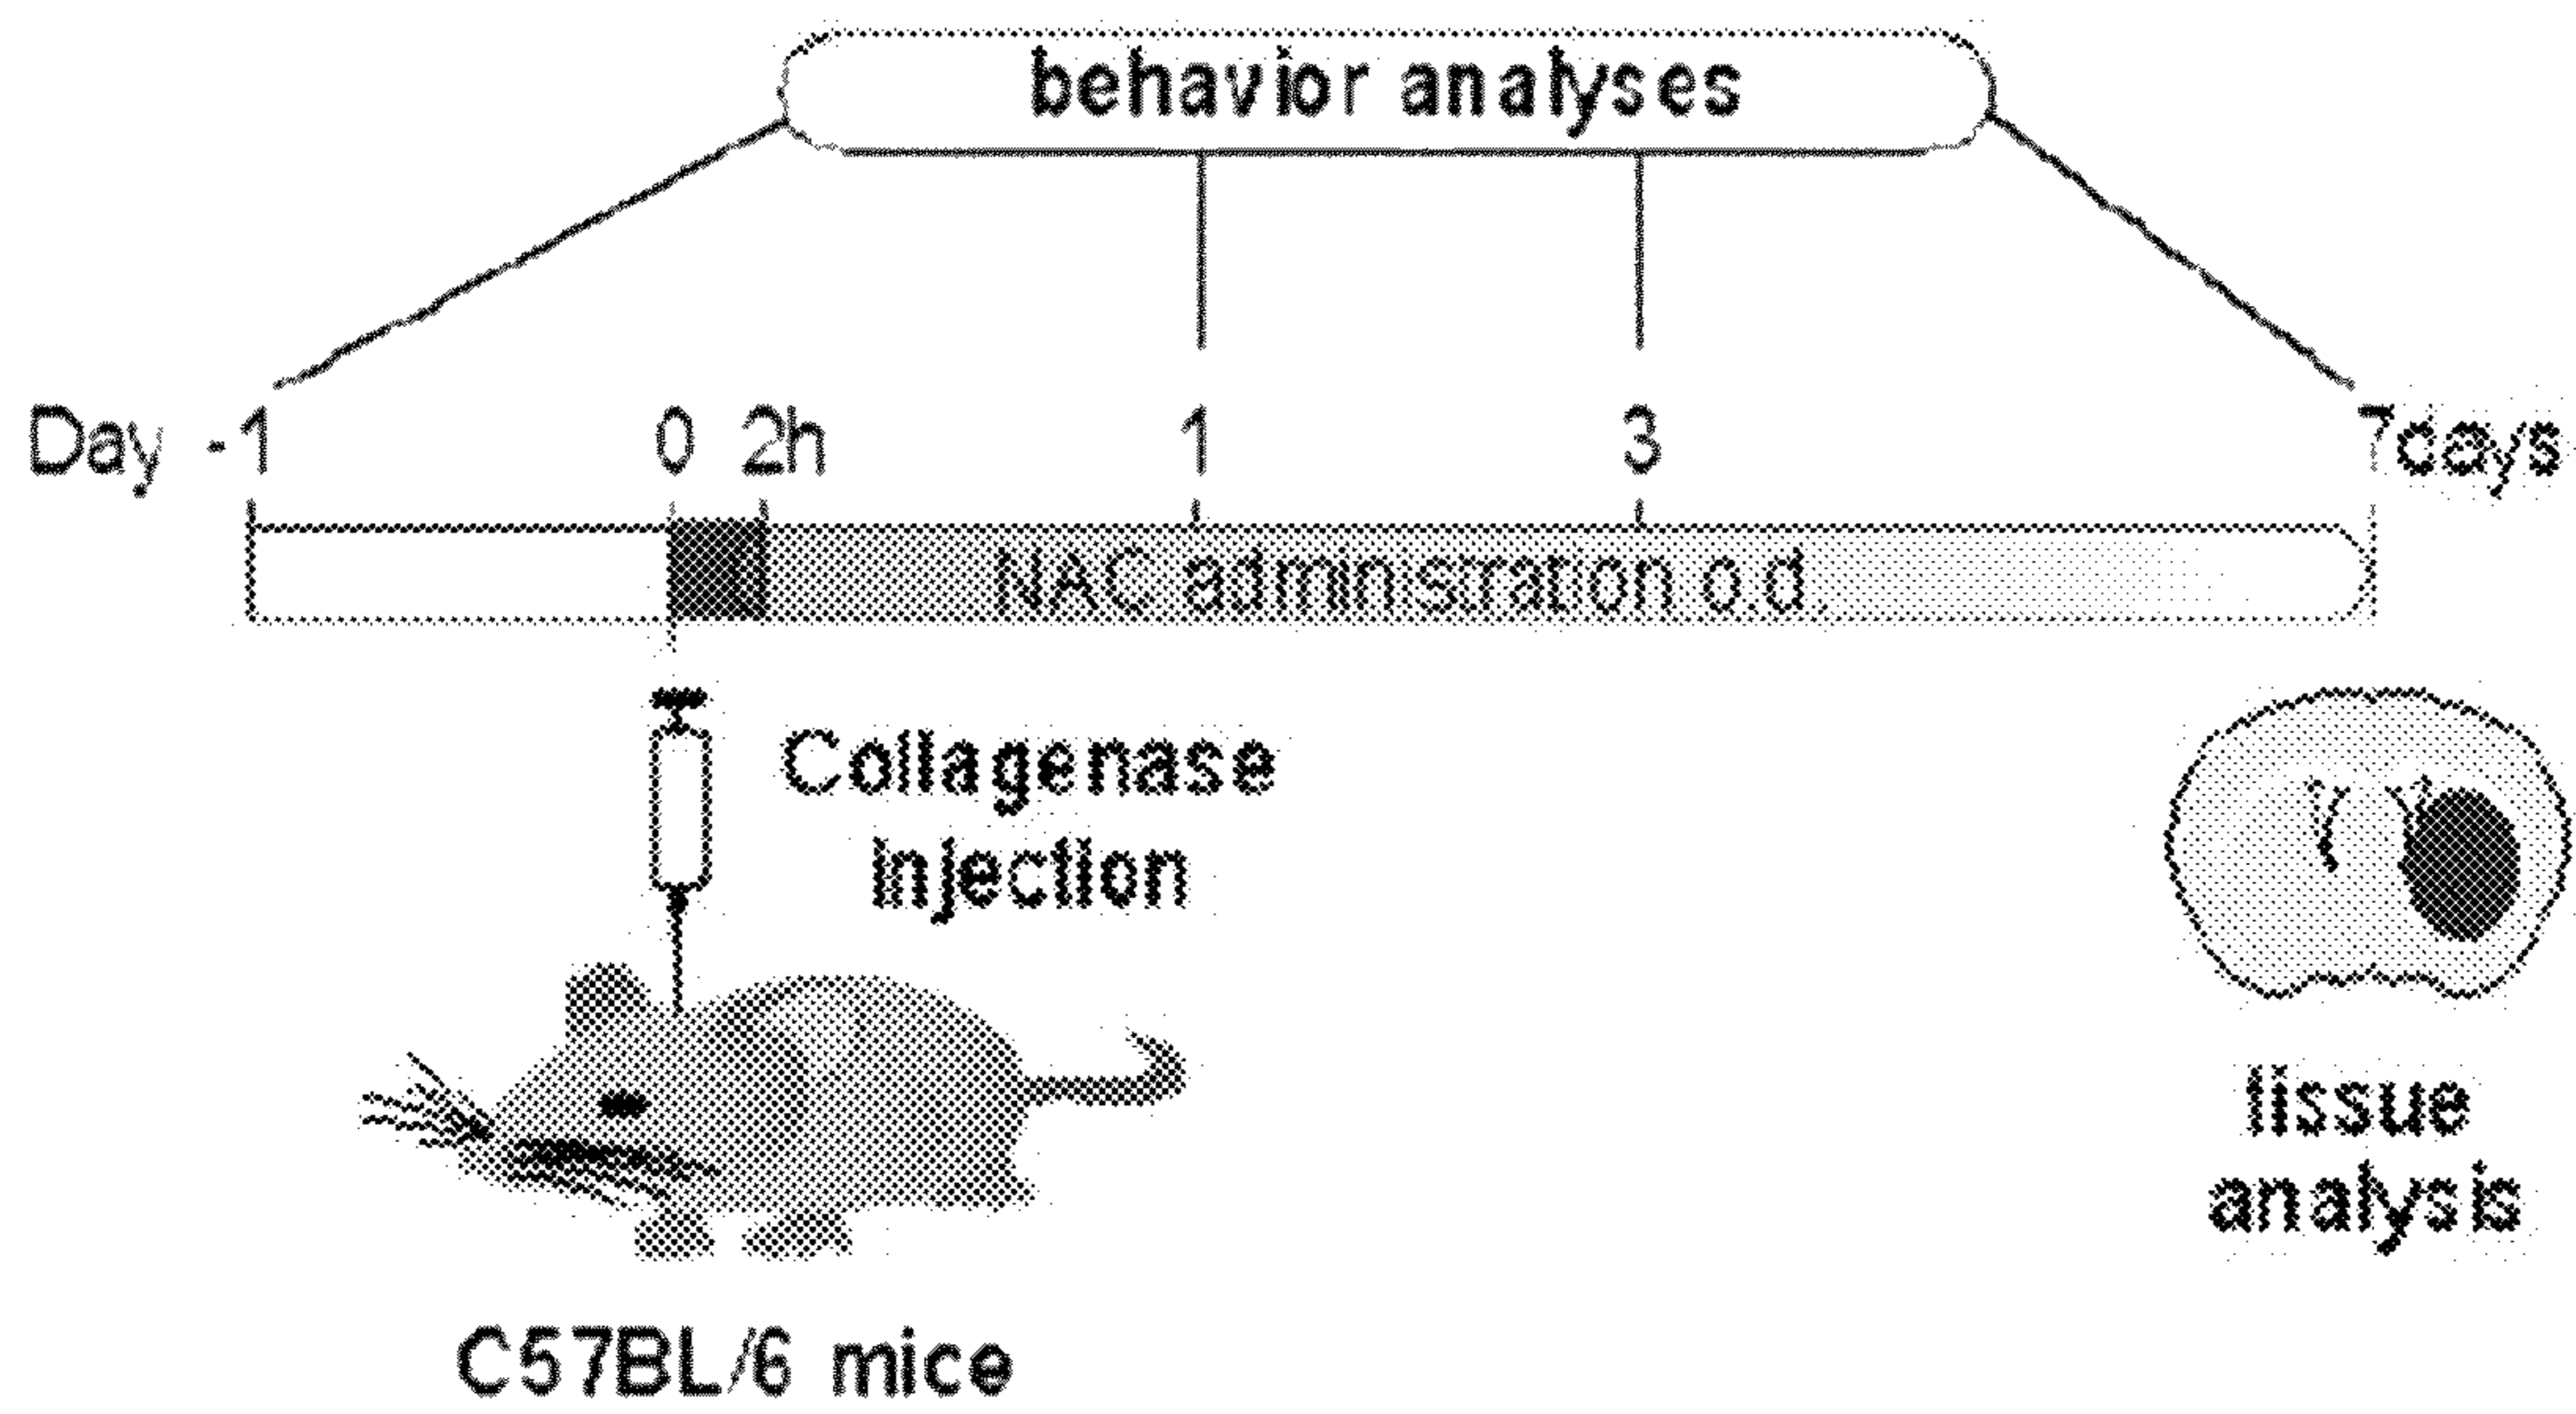 behavior analyses
Day -1 0 2h 1 3 7days
NAC administration o.d.
Collagenase
injection
tissue
analysis
C57BL/6 mice